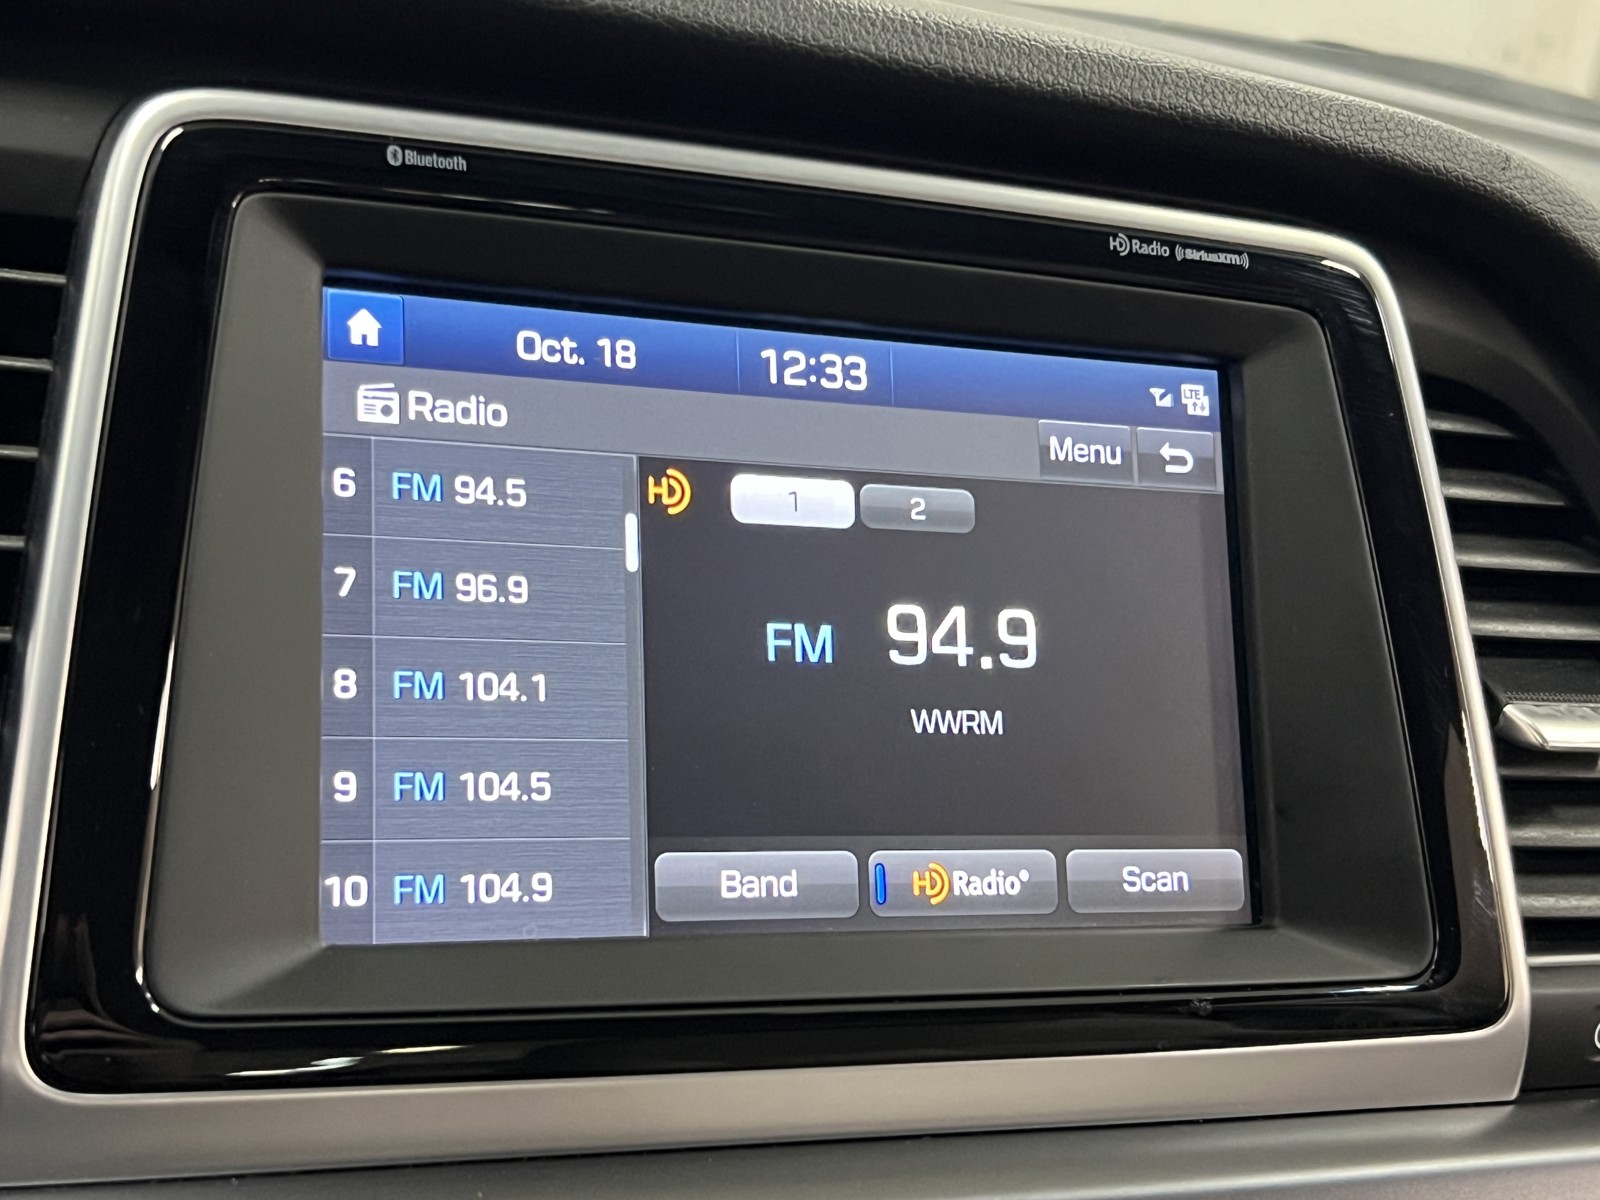 Bluetooth
HD Radio ((SiriusXM))
Oct. 18 12:33 LTE
Radio
Menu
6 FM 94.5
7 FM 96.9
8 FM 104.1
9 FM 104.5
10 FM 104.9
HD 1 2
FM 94.9
WWRM
Band HD Radio® Scan